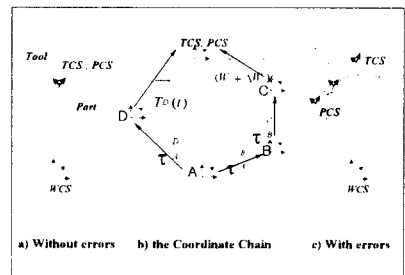 Tool
TCS, PCS
Part
WCS
TCS, PCS
(W +
T D (t)
D
C
B
A
τ D A
τ B A
τ B
TCS
PCS
WCS
a) Without errors
b) the Coordinate Chain
c) With errors